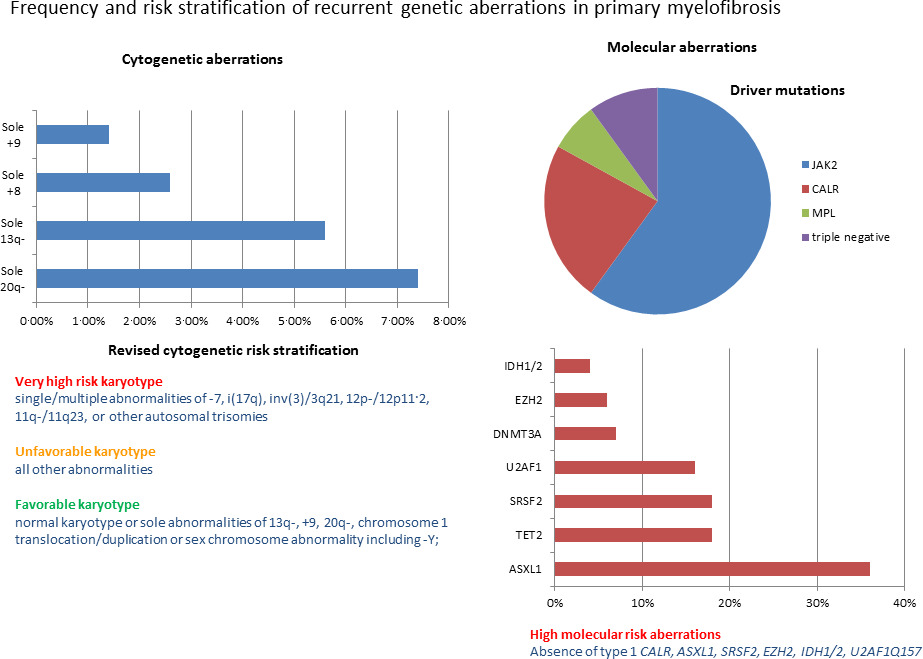 Frequency and risk stratification of recurrent genetic aberrations in primary myelofibrosis
Cytogenetic aberrations
Sole
+9
Sole
+8
Sole
13q-
Sole
20q-
0·00% 1·00% 2·00% 3·00% 4·00% 5·00% 6·00% 7·00% 8·00%
Revised cytogenetic risk stratification
Very high risk karyotype
single/multiple abnormalities of -7, i(17q), inv(3)/3q21, 12p-/12p11·2,
11q-/11q23, or other autosomal trisomies
Unfavorable karyotype
all other abnormalities
Favorable karyotype
normal karyotype or sole abnormalities of 13q-, +9, 20q-, chromosome 1
translocation/duplication or sex chromosome abnormality including -Y;
Molecular aberrations
Driver mutations
JAK2
CALR
MPL
triple negative
IDH1/2
EZH2
DNMT3A
U2AF1
SRSF2
TET2
ASXL1
0% 10% 20% 30% 40%
High molecular risk aberrations
Absence of type 1 CALR, ASXL1, SRSF2, EZH2, IDH1/2, U2AF1Q157